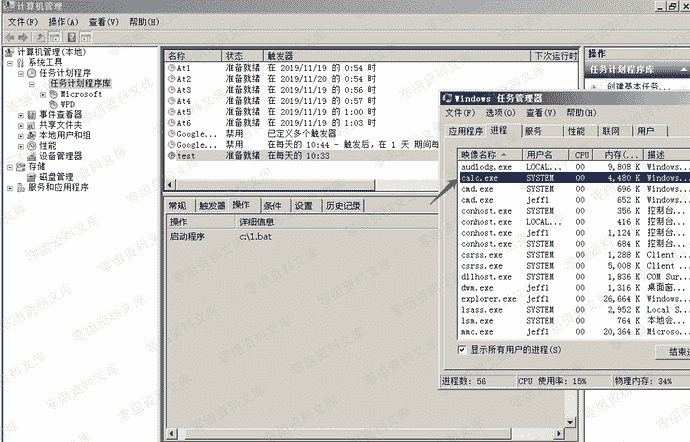 计算机管理
文件(F) 操作(A) 查看(V) 帮助(H)
计算机管理(本地)
系统工具
任务计划程序
任务计划程序库
Microsoft
WPD
事件查看器
共享文件夹
本地用户和组
性能
设备管理器
存储
磁盘管理
服务和应用程序
名称 状态 触发器 下次运行时
At1 准备就绪 在 2019/11/19 的 0:54 时
At2 准备就绪 在 2019/11/20 的 0:54 时
At3 准备就绪 在 2019/11/19 的 0:56 时
At4 准备就绪 在 2019/11/19 的 0:57 时
At5 准备就绪 在 2019/11/19 的 1:00 时
At6 准备就绪 在 2019/11/19 的 1:03 时
Google... 禁用 已定义多个触发器
Google... 禁用 在每天的 10:44 - 触发后，在 1 天 期间每
test 准备就绪 在每天的 10:33
常规 触发器 操作 条件 设置 历史记录
操作 详细信息
启动程序 c:\1.bat
操作
任务计划程序库
创建基本任务...
Windows 任务管理器
文件(F) 选项(O) 查看(V) 帮助(H)
应用程序 进程 服务 性能 联网 用户
映像名称 用户名 CPU 内存(... 描述
audiodg.exe LOCAL... 00 9,808 K Windows...
calc.exe SYSTEM 00 4,480 K Windows...
cmd.exe SYSTEM 00 696 K Windows...
cmd.exe jeff1 00 652 K Windows...
conhost.exe SYSTEM 00 356 K 控制台...
conhost.exe LOCAL... 00 416 K 控制台...
conhost.exe jeff1 00 1,124 K 控制台...
conhost.exe SYSTEM 00 684 K 控制台...
csrss.exe SYSTEM 00 1,288 K Client ...
csrss.exe SYSTEM 00 5,008 K Client ...
dllhost.exe SYSTEM 00 1,836 K COM Sur...
dwm.exe jeff1 00 1,316 K 桌面窗...
explorer.exe jeff1 00 26,664 K Windows...
lsass.exe SYSTEM 00 2,952 K Local S...
lsm.exe SYSTEM 00 764 K 本地会...
mmc.exe jeff1 00 20,364 K Microso...
显示所有用户的进程(S)
结束进
进程数: 56 CPU 使用率: 15% 物理内存: 34%
零组资料文库